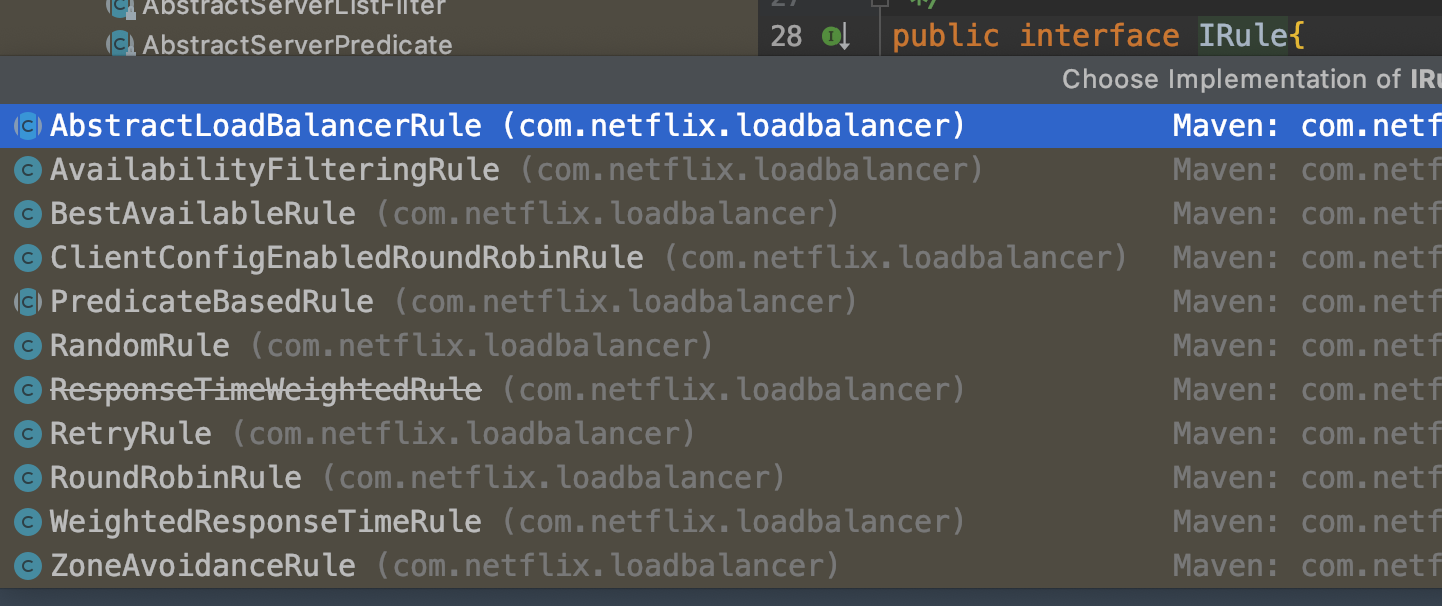 AbstractServerListFilter
AbstractServerPredicate
27 */
28 public interface IRule{
Choose Implementation of IRu
AbstractLoadBalancerRule (com.netflix.loadbalancer) Maven: com.netf
AvailabilityFilteringRule (com.netflix.loadbalancer) Maven: com.netf
BestAvailableRule (com.netflix.loadbalancer) Maven: com.netf
ClientConfigEnabledRoundRobinRule (com.netflix.loadbalancer) Maven: com.netf
PredicateBasedRule (com.netflix.loadbalancer) Maven: com.netf
RandomRule (com.netflix.loadbalancer) Maven: com.netf
ResponseTimeWeightedRule (com.netflix.loadbalancer) Maven: com.netf
RetryRule (com.netflix.loadbalancer) Maven: com.netf
RoundRobinRule (com.netflix.loadbalancer) Maven: com.netf
WeightedResponseTimeRule (com.netflix.loadbalancer) Maven: com.netf
ZoneAvoidanceRule (com.netflix.loadbalancer) Maven: com.netf